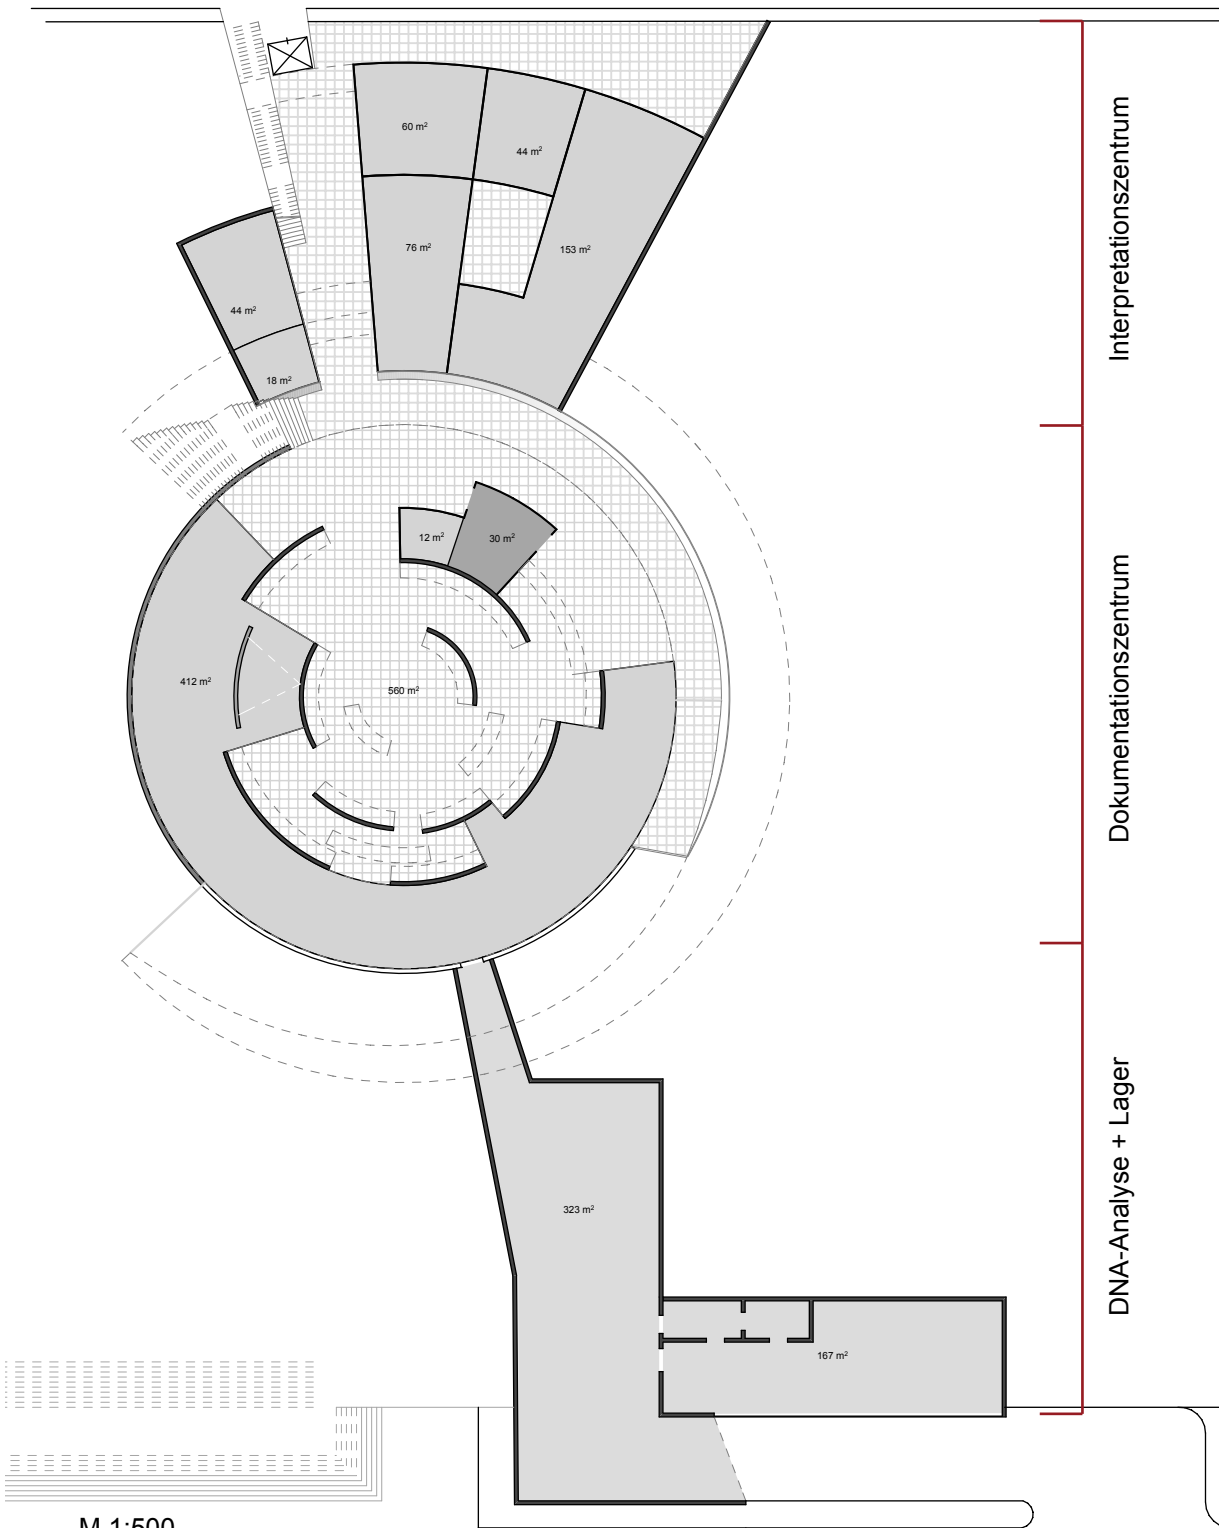 60 m²
44 m²
76 m²
153 m²
44 m²
18 m²
12 m²
30 m²
412 m²
560 m²
323 m²
167 m²
Interpretationszentrum
Dokumentationszentrum
DNA-Analyse + Lager
M 1:500